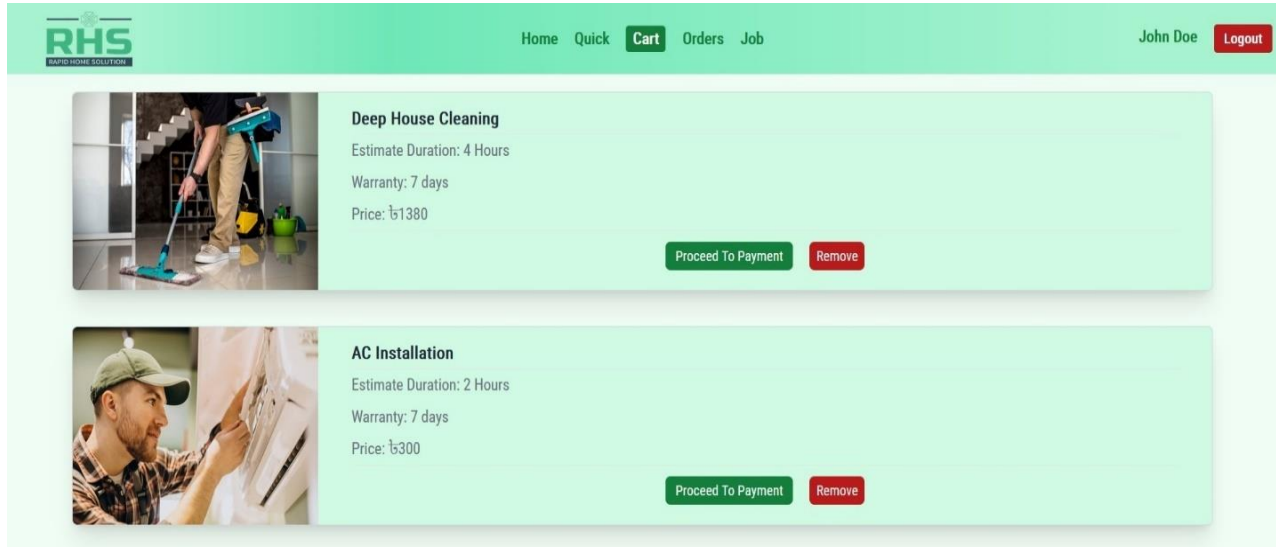 RHS
RAPID HOME SOLUTION
Home Quick Cart Orders Job
John Doe Logout
Deep House Cleaning
Estimate Duration: 4 Hours
Warranty: 7 days
Price: ৳1380
Proceed To Payment Remove
AC Installation
Estimate Duration: 2 Hours
Warranty: 7 days
Price: ৳300
Proceed To Payment Remove